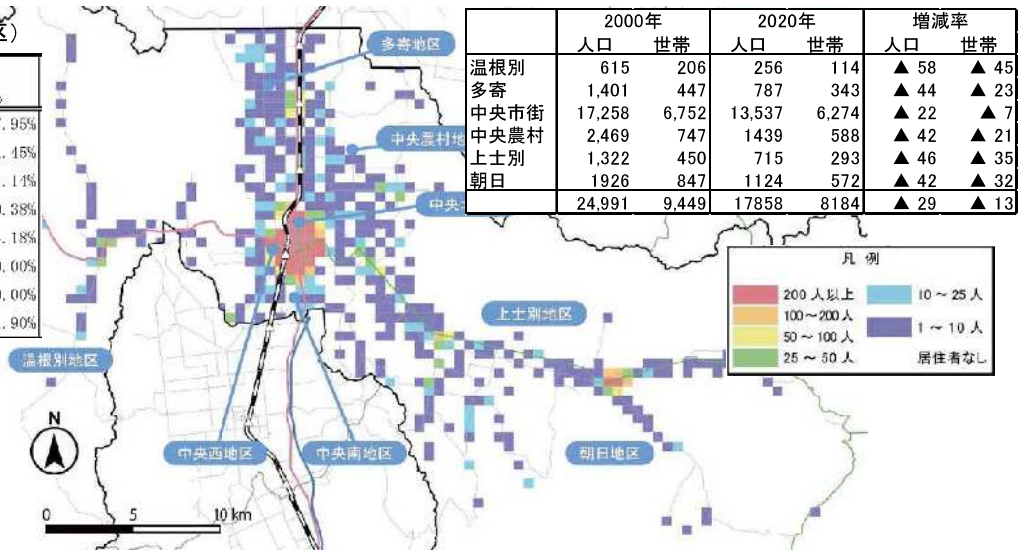 区)
.95%
.45%
.14%
.38%
.18%
.00%
.00%
.90%
2000年 2020年 増減率
人口 世帯 人口 世帯 人口 世帯
温根別 615 206 256 114 ▲ 58 ▲ 45
多寄 1,401 447 787 343 ▲ 44 ▲ 23
中央市街 17,258 6,752 13,537 6,274 ▲ 22 ▲ 7
中央農村 2,469 747 1439 588 ▲ 42 ▲ 21
上士別 1,322 450 715 293 ▲ 46 ▲ 35
朝日 1926 847 1124 572 ▲ 42 ▲ 32
24,991 9,449 17858 8184 ▲ 29 ▲ 13
多寄地区
中央農村地
中央
凡 例
200 人以上
100～200人
50～100人
25～50 人
10～25 人
1～10 人
居住者なし
上士別地区
温根別地区
中央西地区
中央南地区
朝日地区
N
0 5 10 km